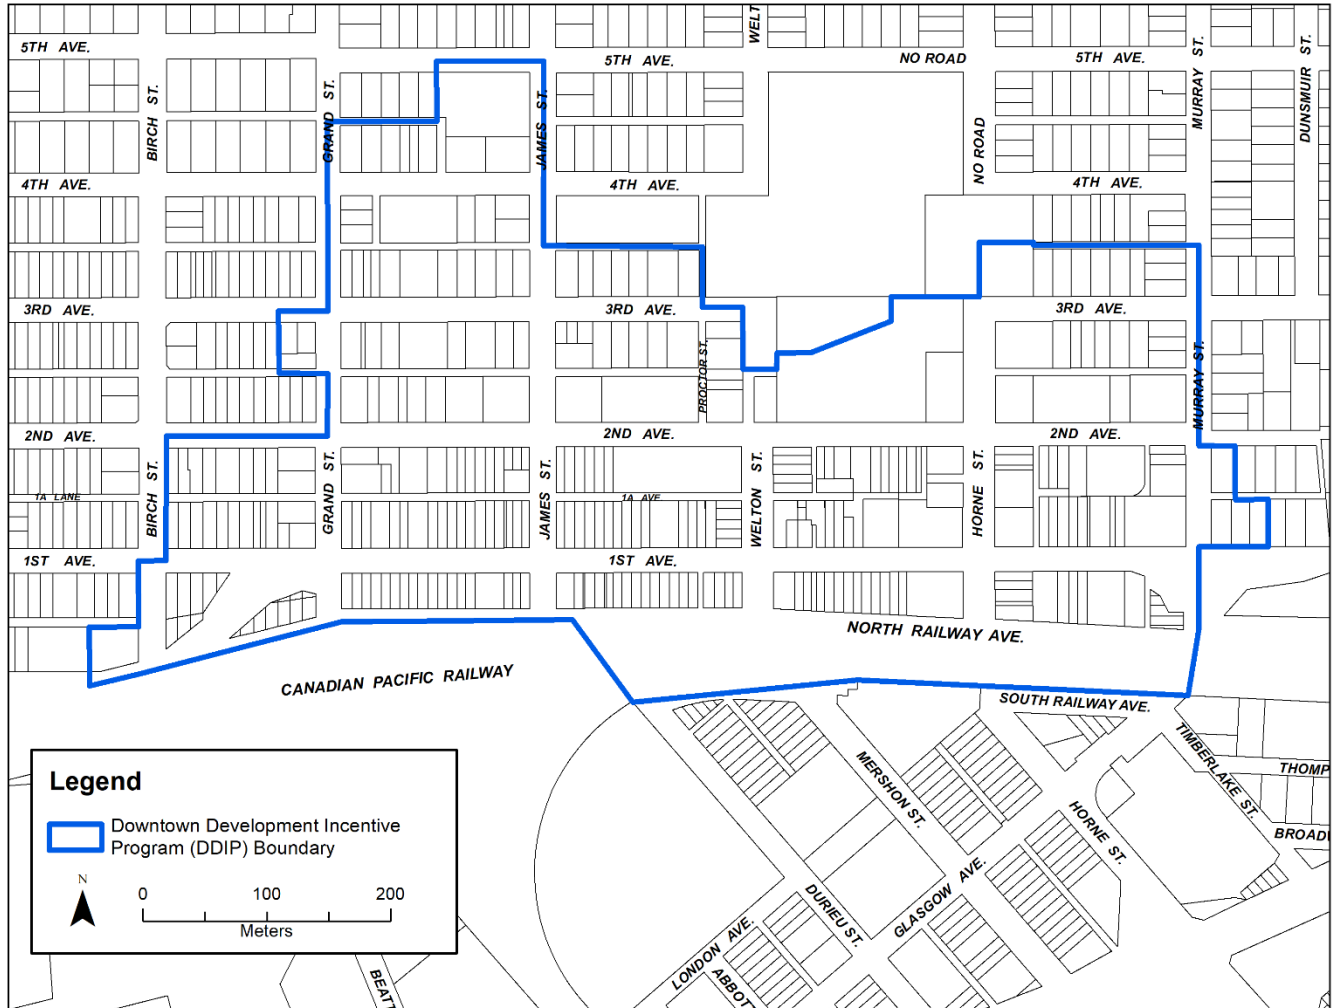 WELT
5TH AVE.
5TH AVE.
NO ROAD
5TH AVE.
BIRCH ST.
GRAND ST.
JAMES ST.
NO ROAD
MURRAY ST.
DUNSMUIR ST.
4TH AVE.
4TH AVE.
4TH AVE.
3RD AVE.
3RD AVE.
3RD AVE.
PROCTOR ST.
MURRAY ST.
2ND AVE.
2ND AVE.
2ND AVE.
BIRCH ST.
GRAND ST.
JAMES ST.
WELTON ST.
HORNE ST.
1A LANE
1A AVE
1ST AVE.
1ST AVE.
NORTH RAILWAY AVE.
CANADIAN PACIFIC RAILWAY
SOUTH RAILWAY AVE.
TIMBERLAKE ST.
THOMP
MERSHON ST.
HORNE ST.
BROADW
GLASGOW AVE.
DURIEU ST.
LONDON AVE.
ABBOTT
BEATT
Legend
Downtown Development Incentive
Program (DDIP) Boundary
N
0 100 200
Meters